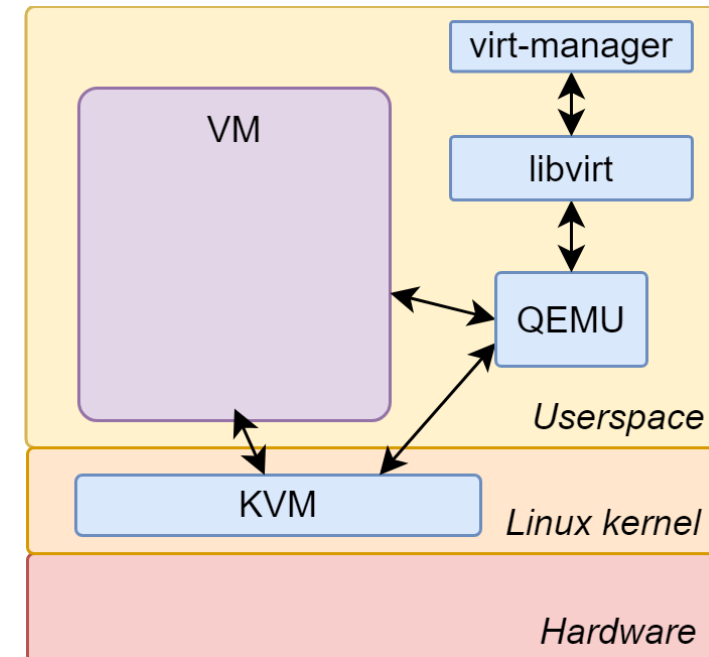 virt-manager
VM
libvirt
QEMU
Userspace
KVM
Linux kernel
Hardware